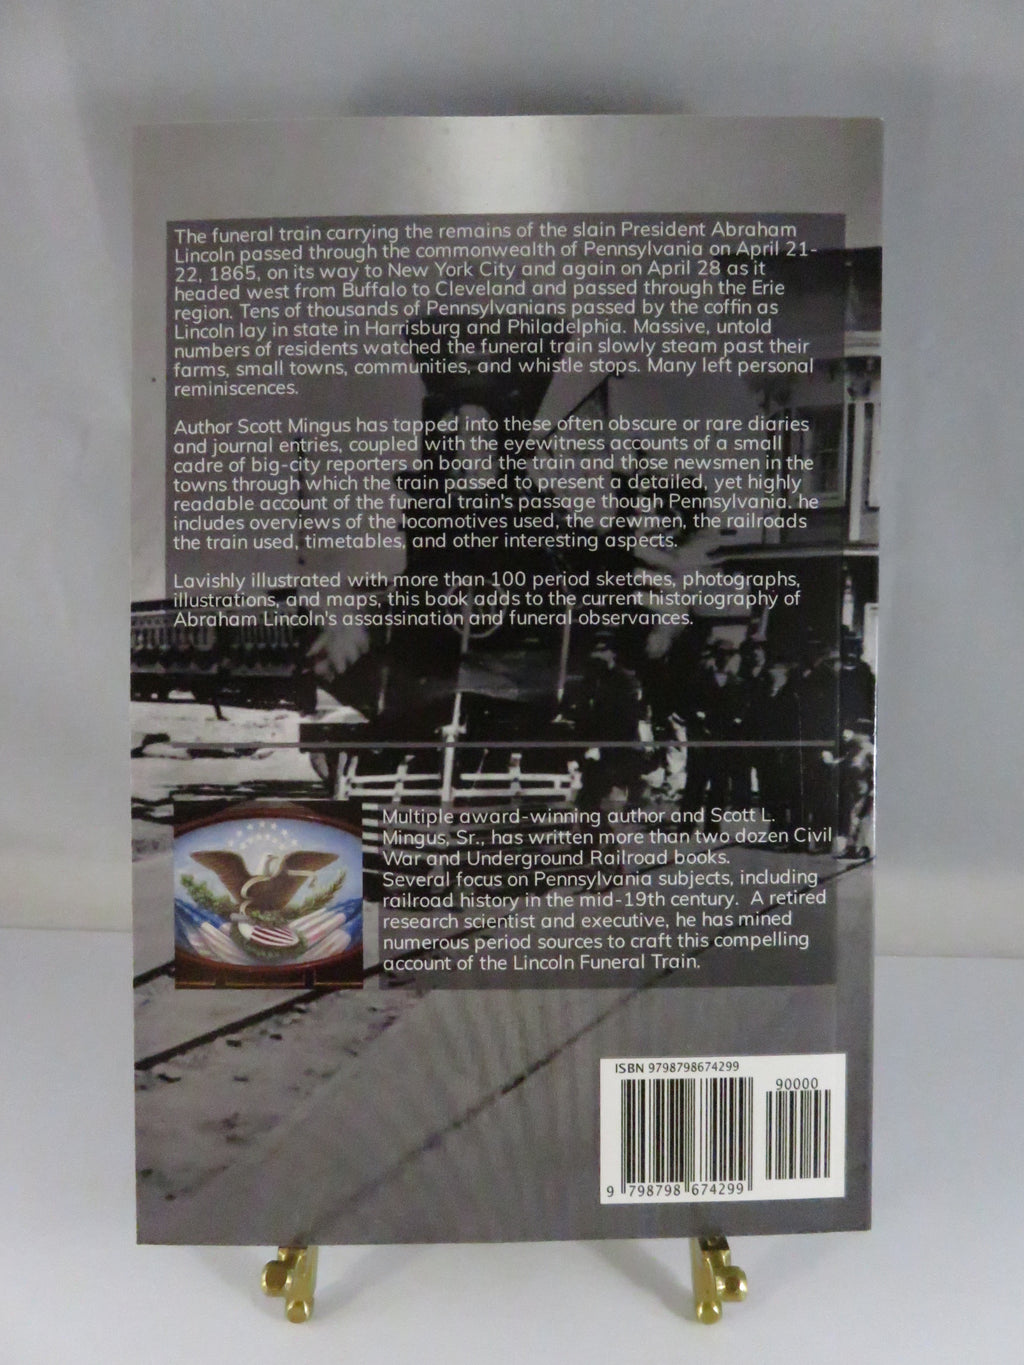 The funeral train carrying the remains of the slain President Abraham
Lincoln passed through the commonwealth of Pennsylvania on April 21-
22, 1865, on its way to New York City and again on April 28 as it
headed west from Buffalo to Cleveland and passed through the Erie
region. Tens of thousands of Pennsylvanians passed by the coffin as
Lincoln lay in state in Harrisburg and Philadelphia. Massive, untold
numbers of residents watched the funeral train slowly steam past their
farms, small towns, communities, and whistle stops. Many left personal
reminiscences.
Author Scott Mingus has tapped into these often obscure or rare diaries
and journal entries, coupled with the eyewitness accounts of a small
cadre of big-city reporters on board the train and those newsmen in the
towns through which the train passed to present a detailed, yet highly
readable account of the funeral train's passage though Pennsylvania. he
includes overviews of the locomotives used, the crewmen, the railroads
the train used, timetables, and other interesting aspects.
Lavishly illustrated with more than 100 period sketches, photographs,
illustrations, and maps, this book adds to the current historiography of
Abraham Lincoln's assassination and funeral observances.
Multiple award-winning author and Scott L.
Mingus, Sr., has written more than two dozen Civil
War and Underground Railroad books.
Several focus on Pennsylvania subjects, including
railroad history in the mid-19th century. A retired
research scientist and executive, he has mined
numerous period sources to craft this compelling
account of the Lincoln Funeral Train.
ISBN 9798798674299
90000
9 798798 674299